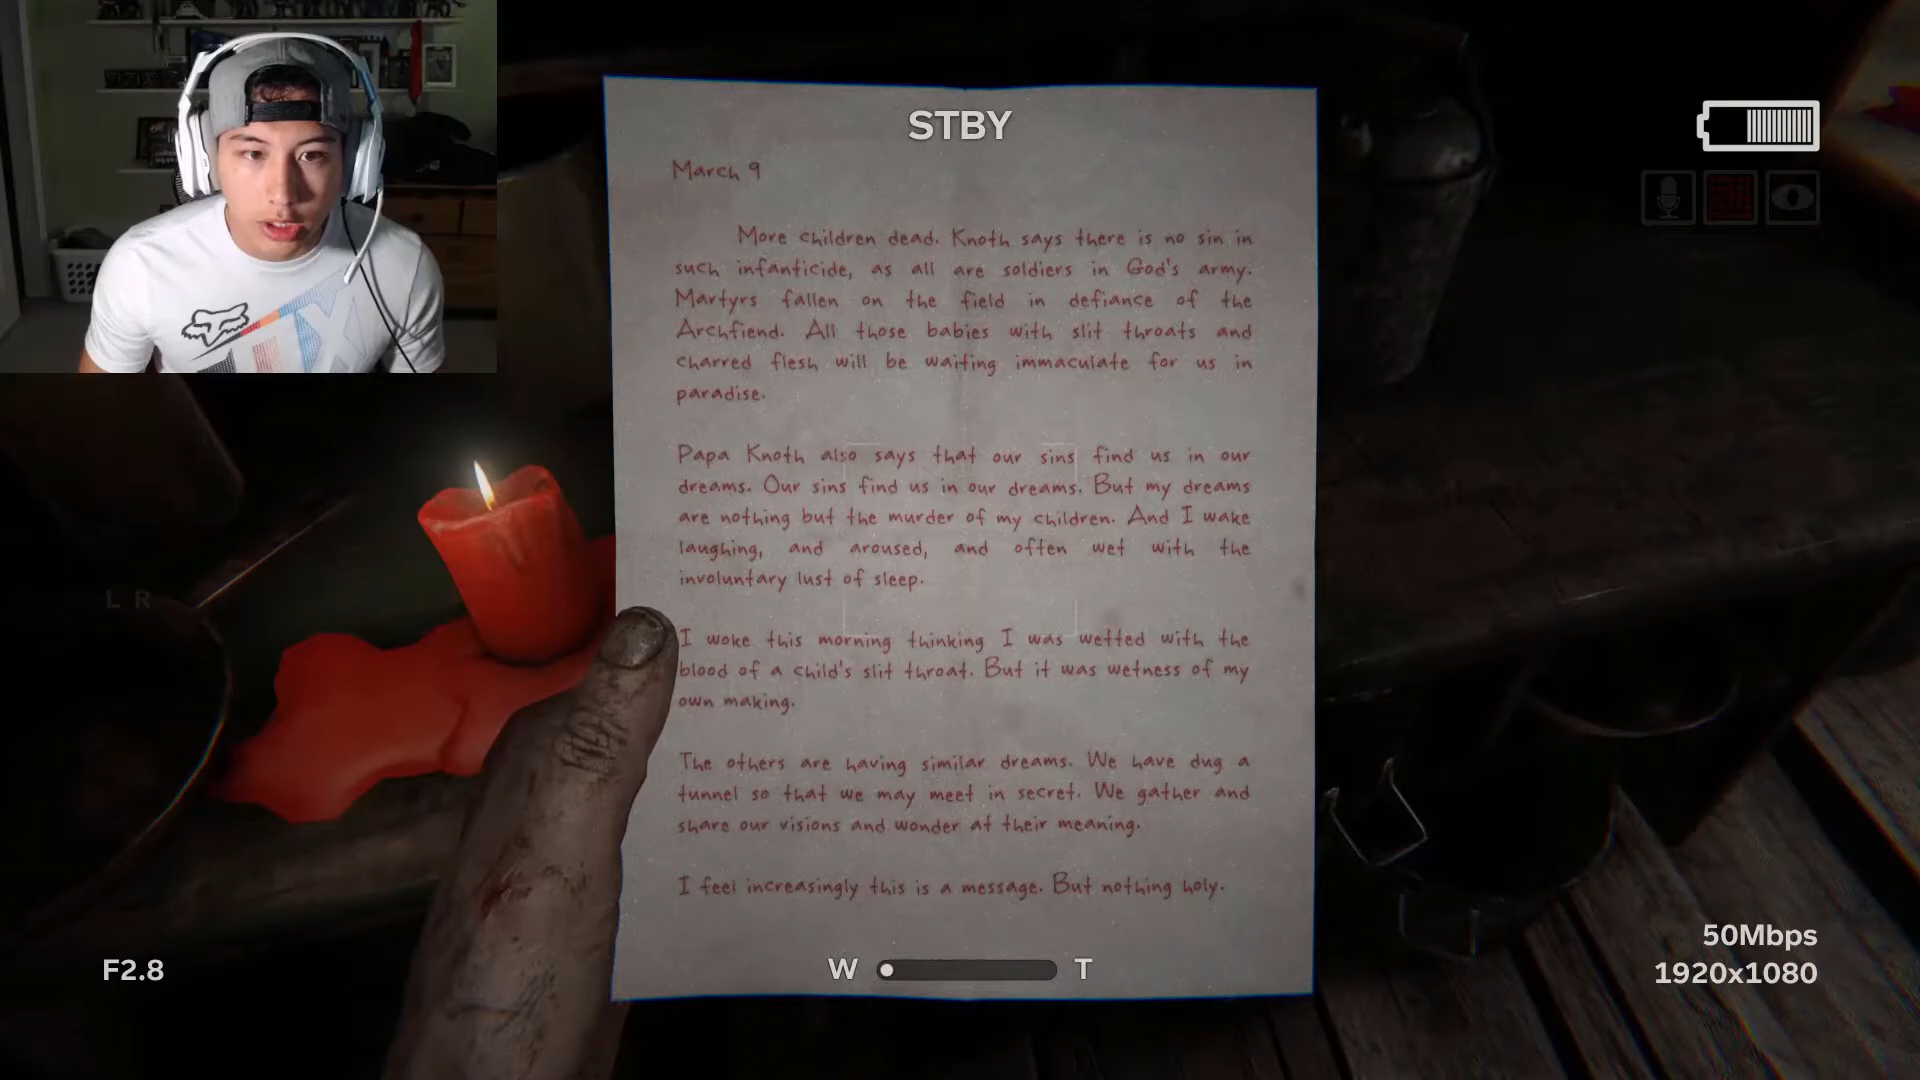 STBY
March 9
More children dead. Knoth says there is no sin in
such infanticide, as all are soldiers in God's army.
Martyrs fallen on the field in defiance of the
Archfiend. All those babies with slit throats and
charred flesh will be waiting immaculate for us in
paradise.
Papa Knoth also says that our sins find us in our
dreams. Our sins find us in our dreams. But my dreams
are nothing but the murder of my children. And I wake
laughing, and aroused, and often wet with the
involuntary lust of sleep.
I woke this morning thinking I was wetted with the
blood of a child's slit throat. But it was wetness of my
own making.
The others are having similar dreams. We have dug a
tunnel so that we may meet in secret. We gather and
share our visions and wonder at their meaning.
I feel increasingly this is a message. But nothing holy.
L R
F2.8
W T
50Mbps
1920x1080